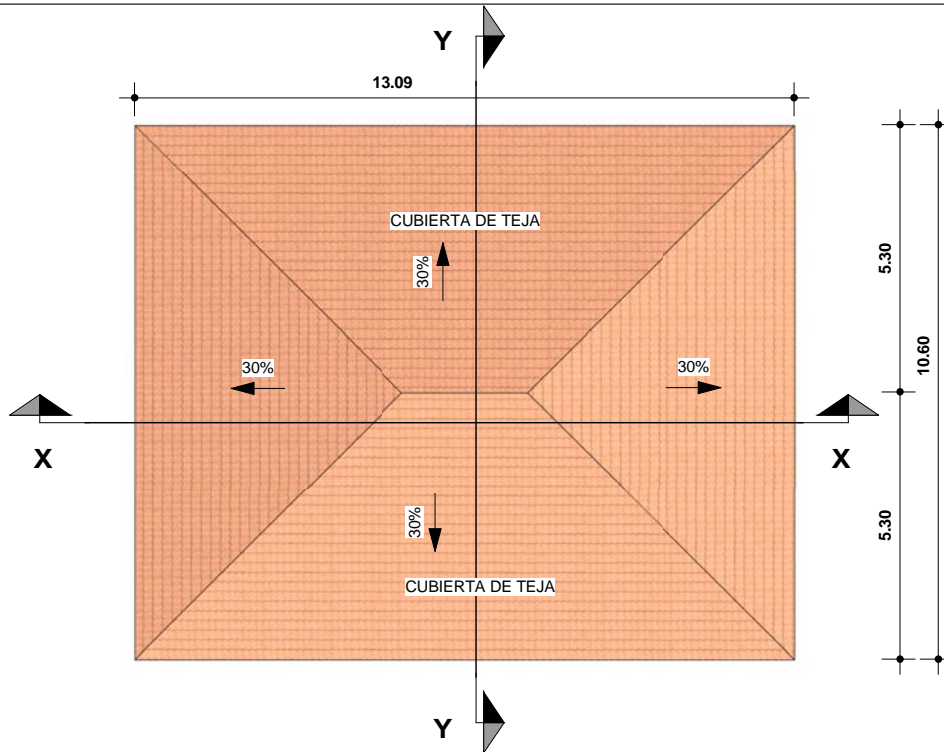 Y
13.09
CUBIERTA DE TEJA
30%
5.30
10.60
30%
30%
X
X
30%
5.30
CUBIERTA DE TEJA
Y